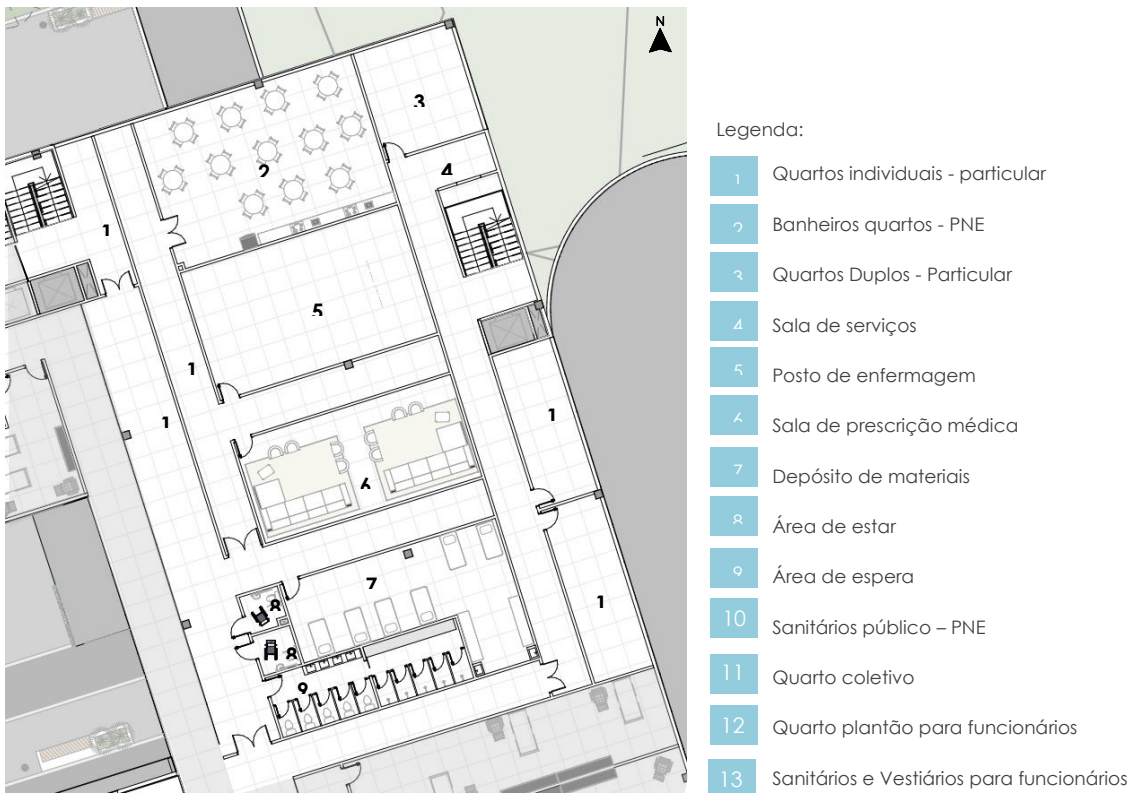 N
3
2
4
1
5
1
1
1
6
7
1
8
8
9
Legenda:
1 Quartos individuais - particular
2 Banheiros quartos - PNE
3 Quartos Duplos - Particular
4 Sala de serviços
5 Posto de enfermagem
6 Sala de prescrição médica
7 Depósito de materiais
8 Área de estar
9 Área de espera
10 Sanitários público – PNE
11 Quarto coletivo
12 Quarto plantão para funcionários
13 Sanitários e Vestiários para funcionários